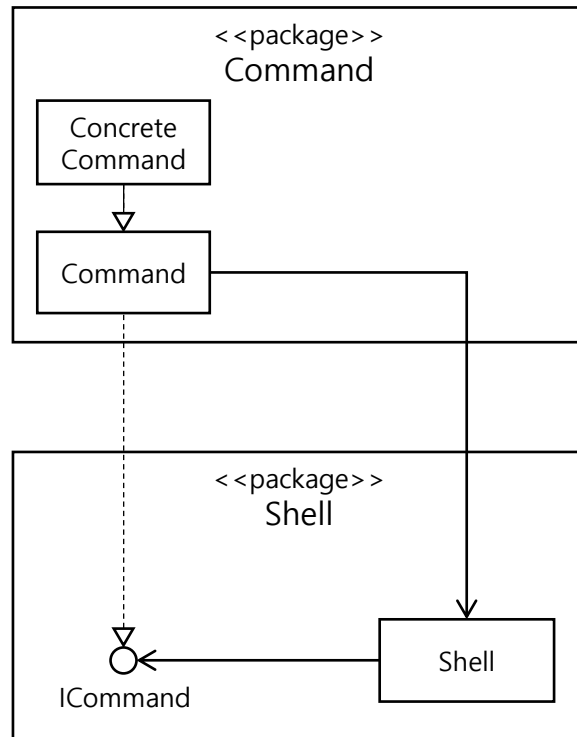 <<package>>
Command
Concrete
Command
Command
<<package>>
Shell
Shell
ICommand